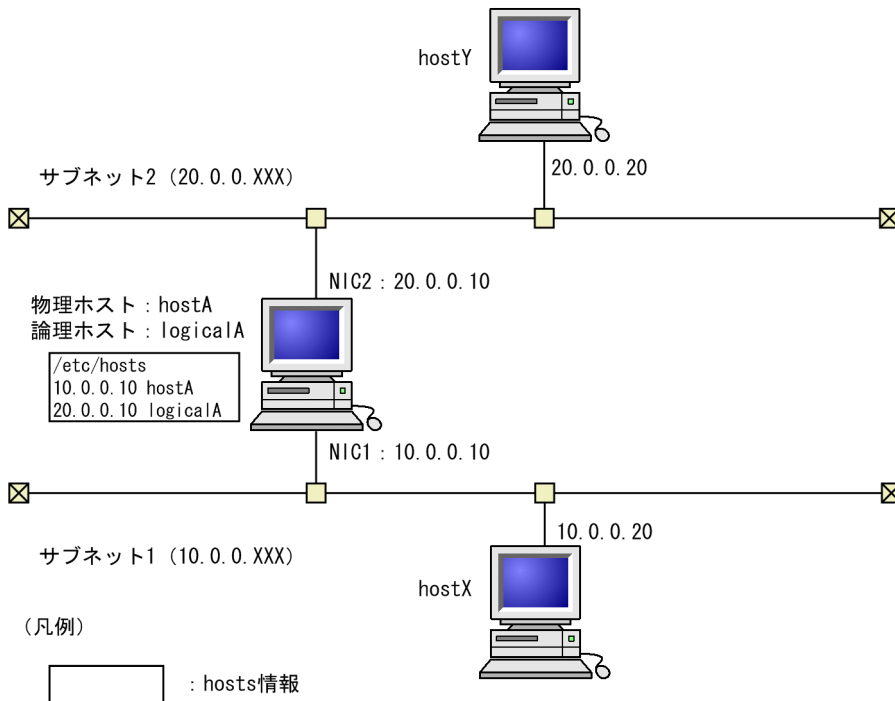 hostY
20.0.0.20
サブネット2 (20.0.0.XXX)
NIC2：20.0.0.10
物理ホスト：hostA
論理ホスト：logicalA
/etc/hosts
10.0.0.10 hostA
20.0.0.10 logicalA
NIC1：10.0.0.10
10.0.0.20
サブネット1 (10.0.0.XXX)
hostX
（凡例）
：hosts情報